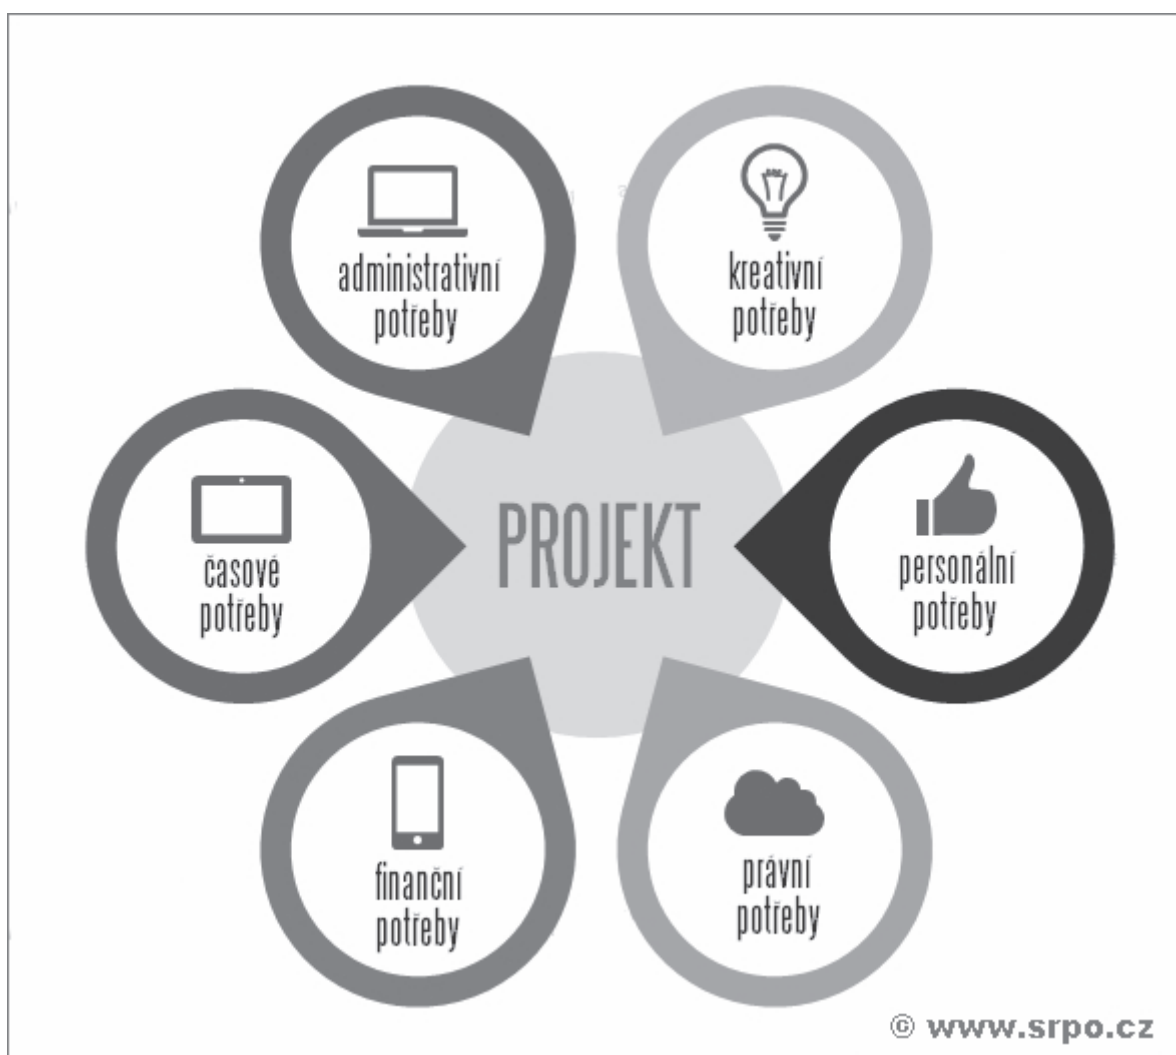 administrativní
potřeby
kreativní
potřeby
časové
potřeby
PROJEKT
personální
potřeby
finanční
potřeby
právní
potřeby
© www.srpo.cz